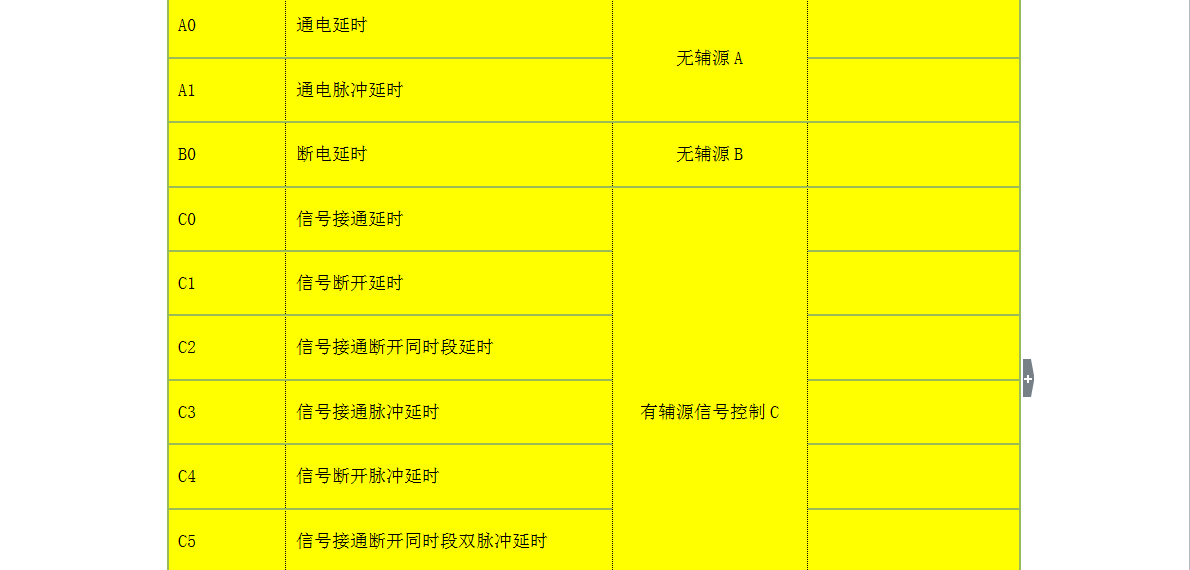 A0 通电延时
无辅源 A
A1 通电脉冲延时
B0 断电延时 无辅源 B
C0 信号接通延时
C1 信号断开延时
C2 信号接通断开同时段延时
C3 信号接通脉冲延时 有辅源信号控制 C
C4 信号断开脉冲延时
C5 信号接通断开同时段双脉冲延时